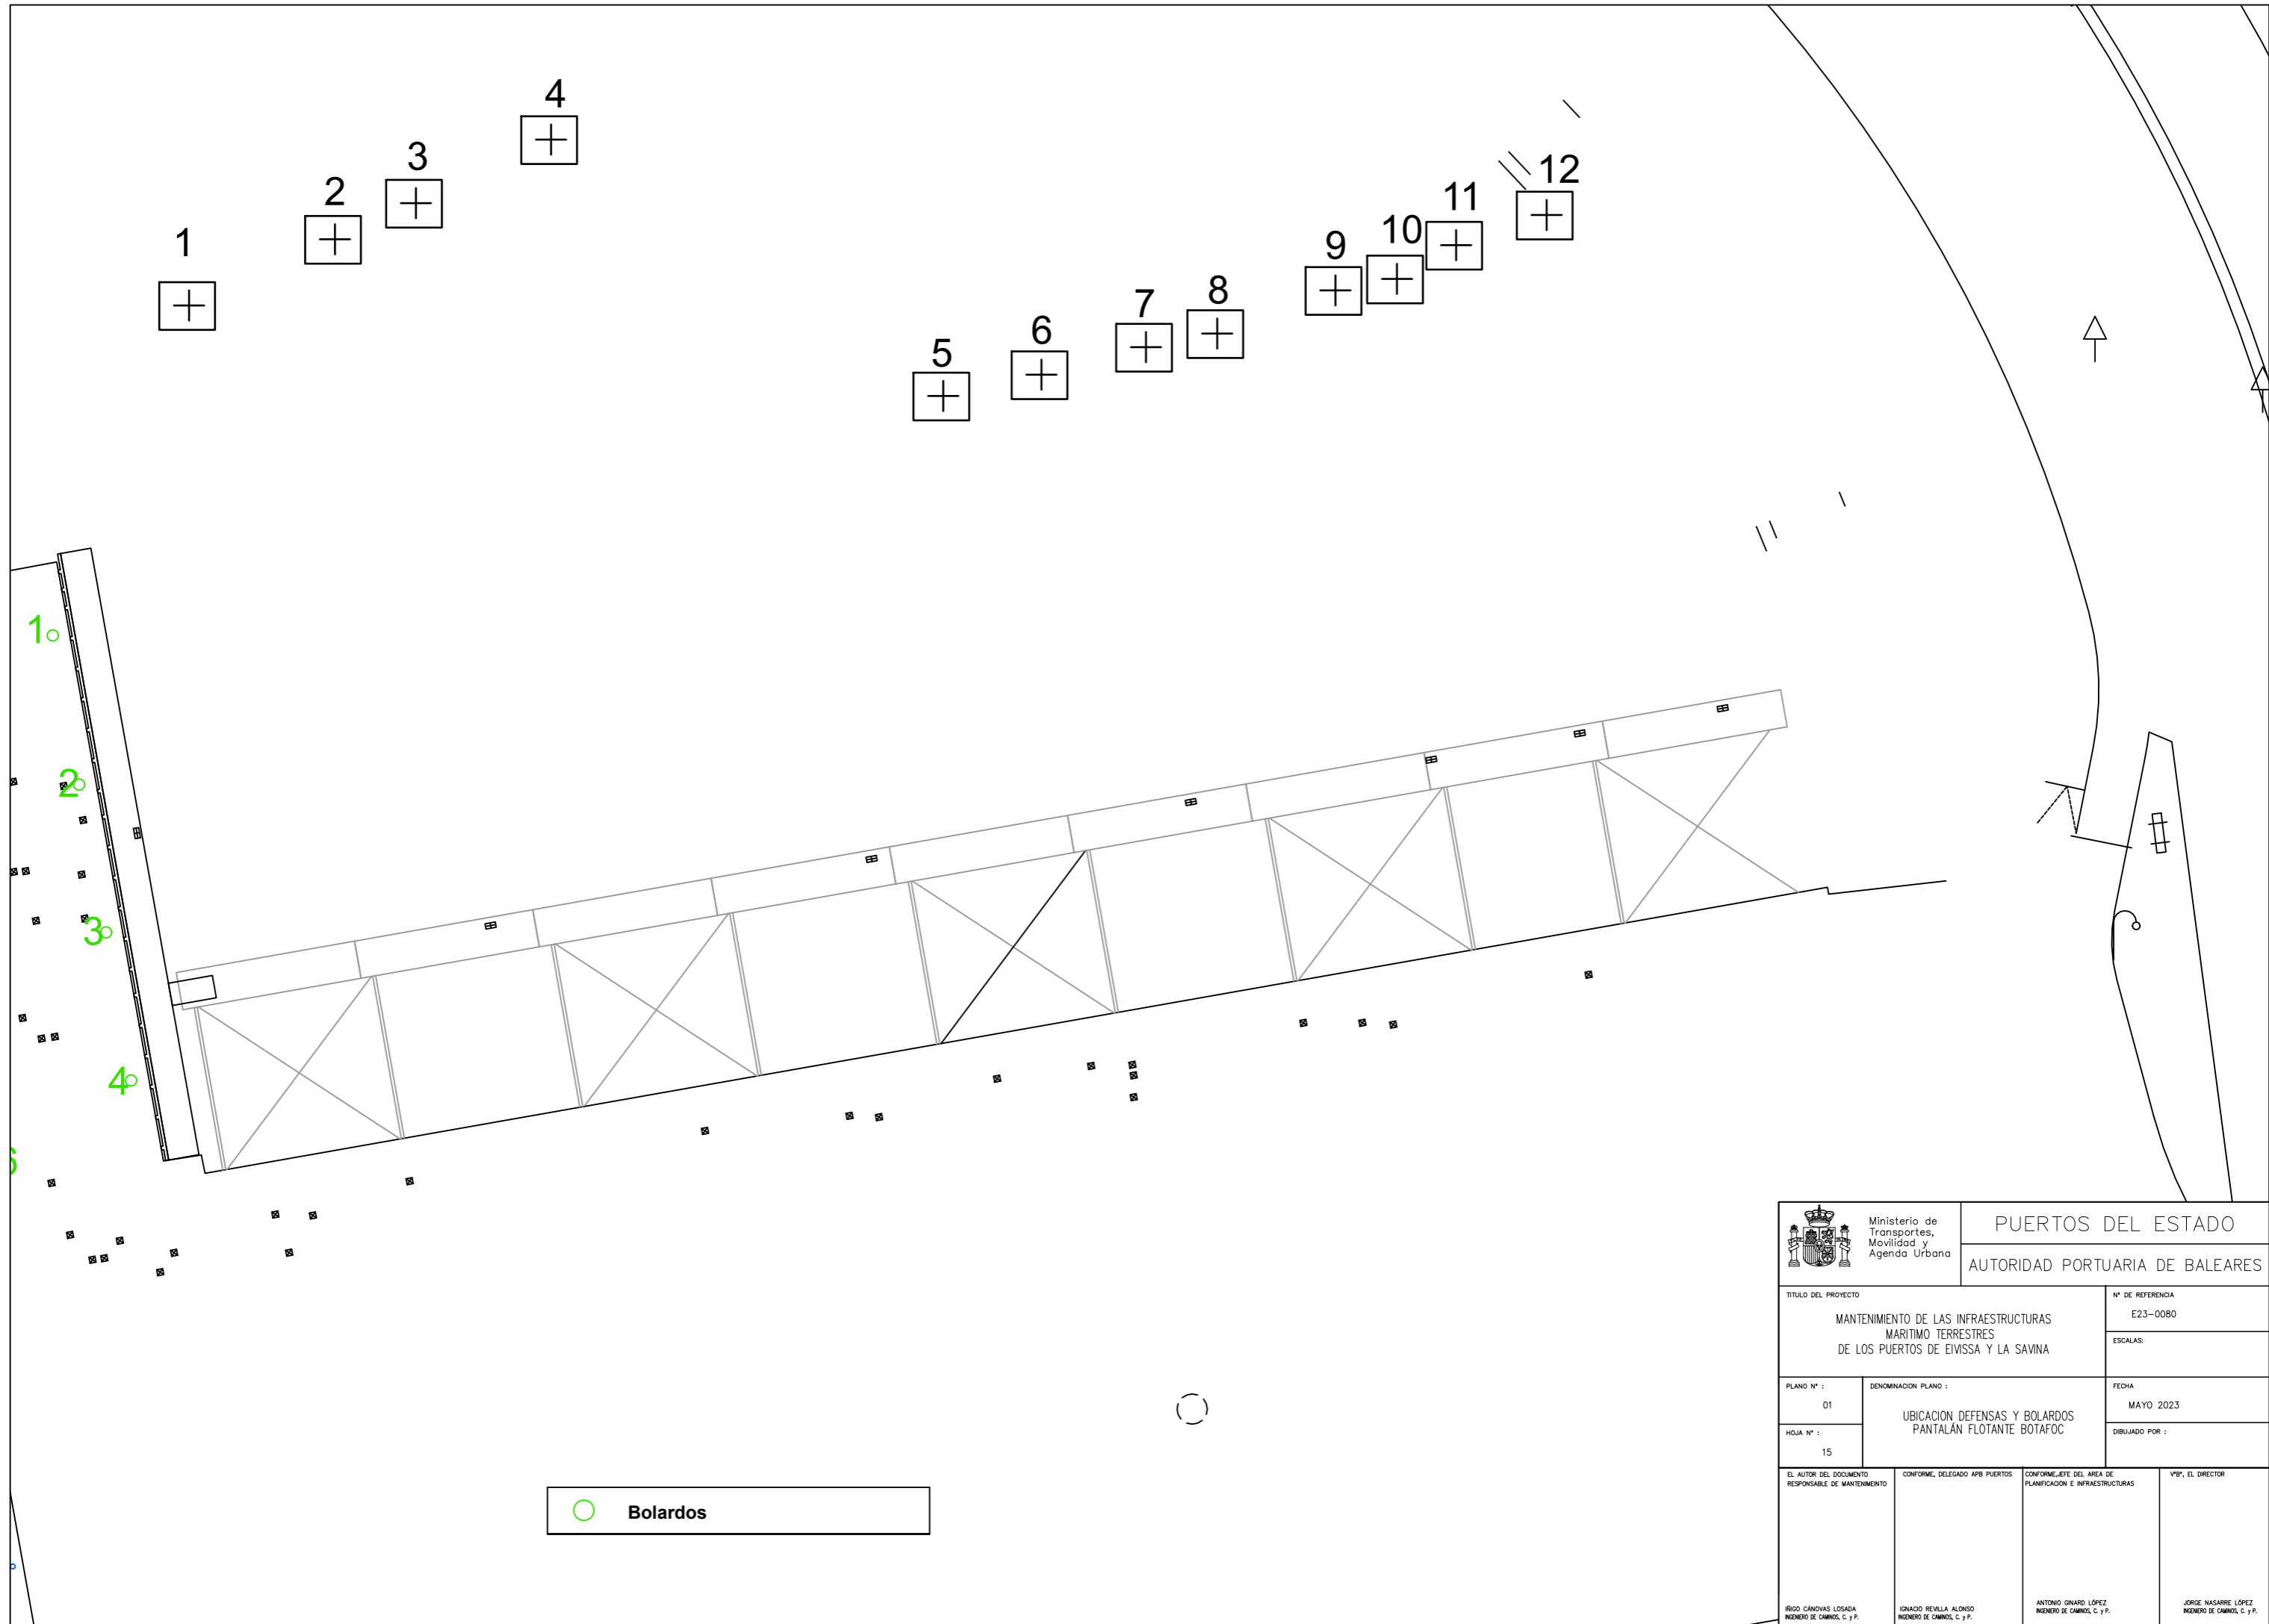 4
3
2
1
12
11
10
9
8
7
6
5
1
2
3
4
Bolardos
Ministerio de
Transportes,
Movilidad y
Agenda Urbana
PUERTOS DEL ESTADO
AUTORIDAD PORTUARIA DE BALEARES
TITULO DEL PROYECTO
MANTENIMIENTO DE LAS INFRAESTRUCTURAS
MARITIMO TERRESTRES
DE LOS PUERTOS DE EIVISSA Y LA SAVINA
Nº DE REFERENCIA
E23-0080
ESCALAS:
PLANO Nº :
01
HOJA Nº :
15
DENOMINACION PLANO :
UBICACION DEFENSAS Y BOLARDOS
PANTALÁN FLOTANTE BOTAFOC
FECHA
MAYO 2023
DIBUJADO POR :
EL AUTOR DEL DOCUMENTO
RESPONSABLE DE MANTENIMEINTO
IÑIGO CÁNOVAS LOSADA
INGENIERO DE CAMINOS, C. y P.
CONFORME, DELEGADO APB PUERTOS
IGNACIO REVILLA ALONSO
INGENIERO DE CAMINOS, C. y P.
CONFORME,JEFE DEL AREA DE
PLANIFICACIÓN E INFRAESTRUCTURAS
ANTONIO GINARD LÓPEZ
INGENIERO DE CAMINOS, C. y P.
VºBº, EL DIRECTOR
JORGE NASARRE LÓPEZ
INGENIERO DE CAMINOS, C. y P.